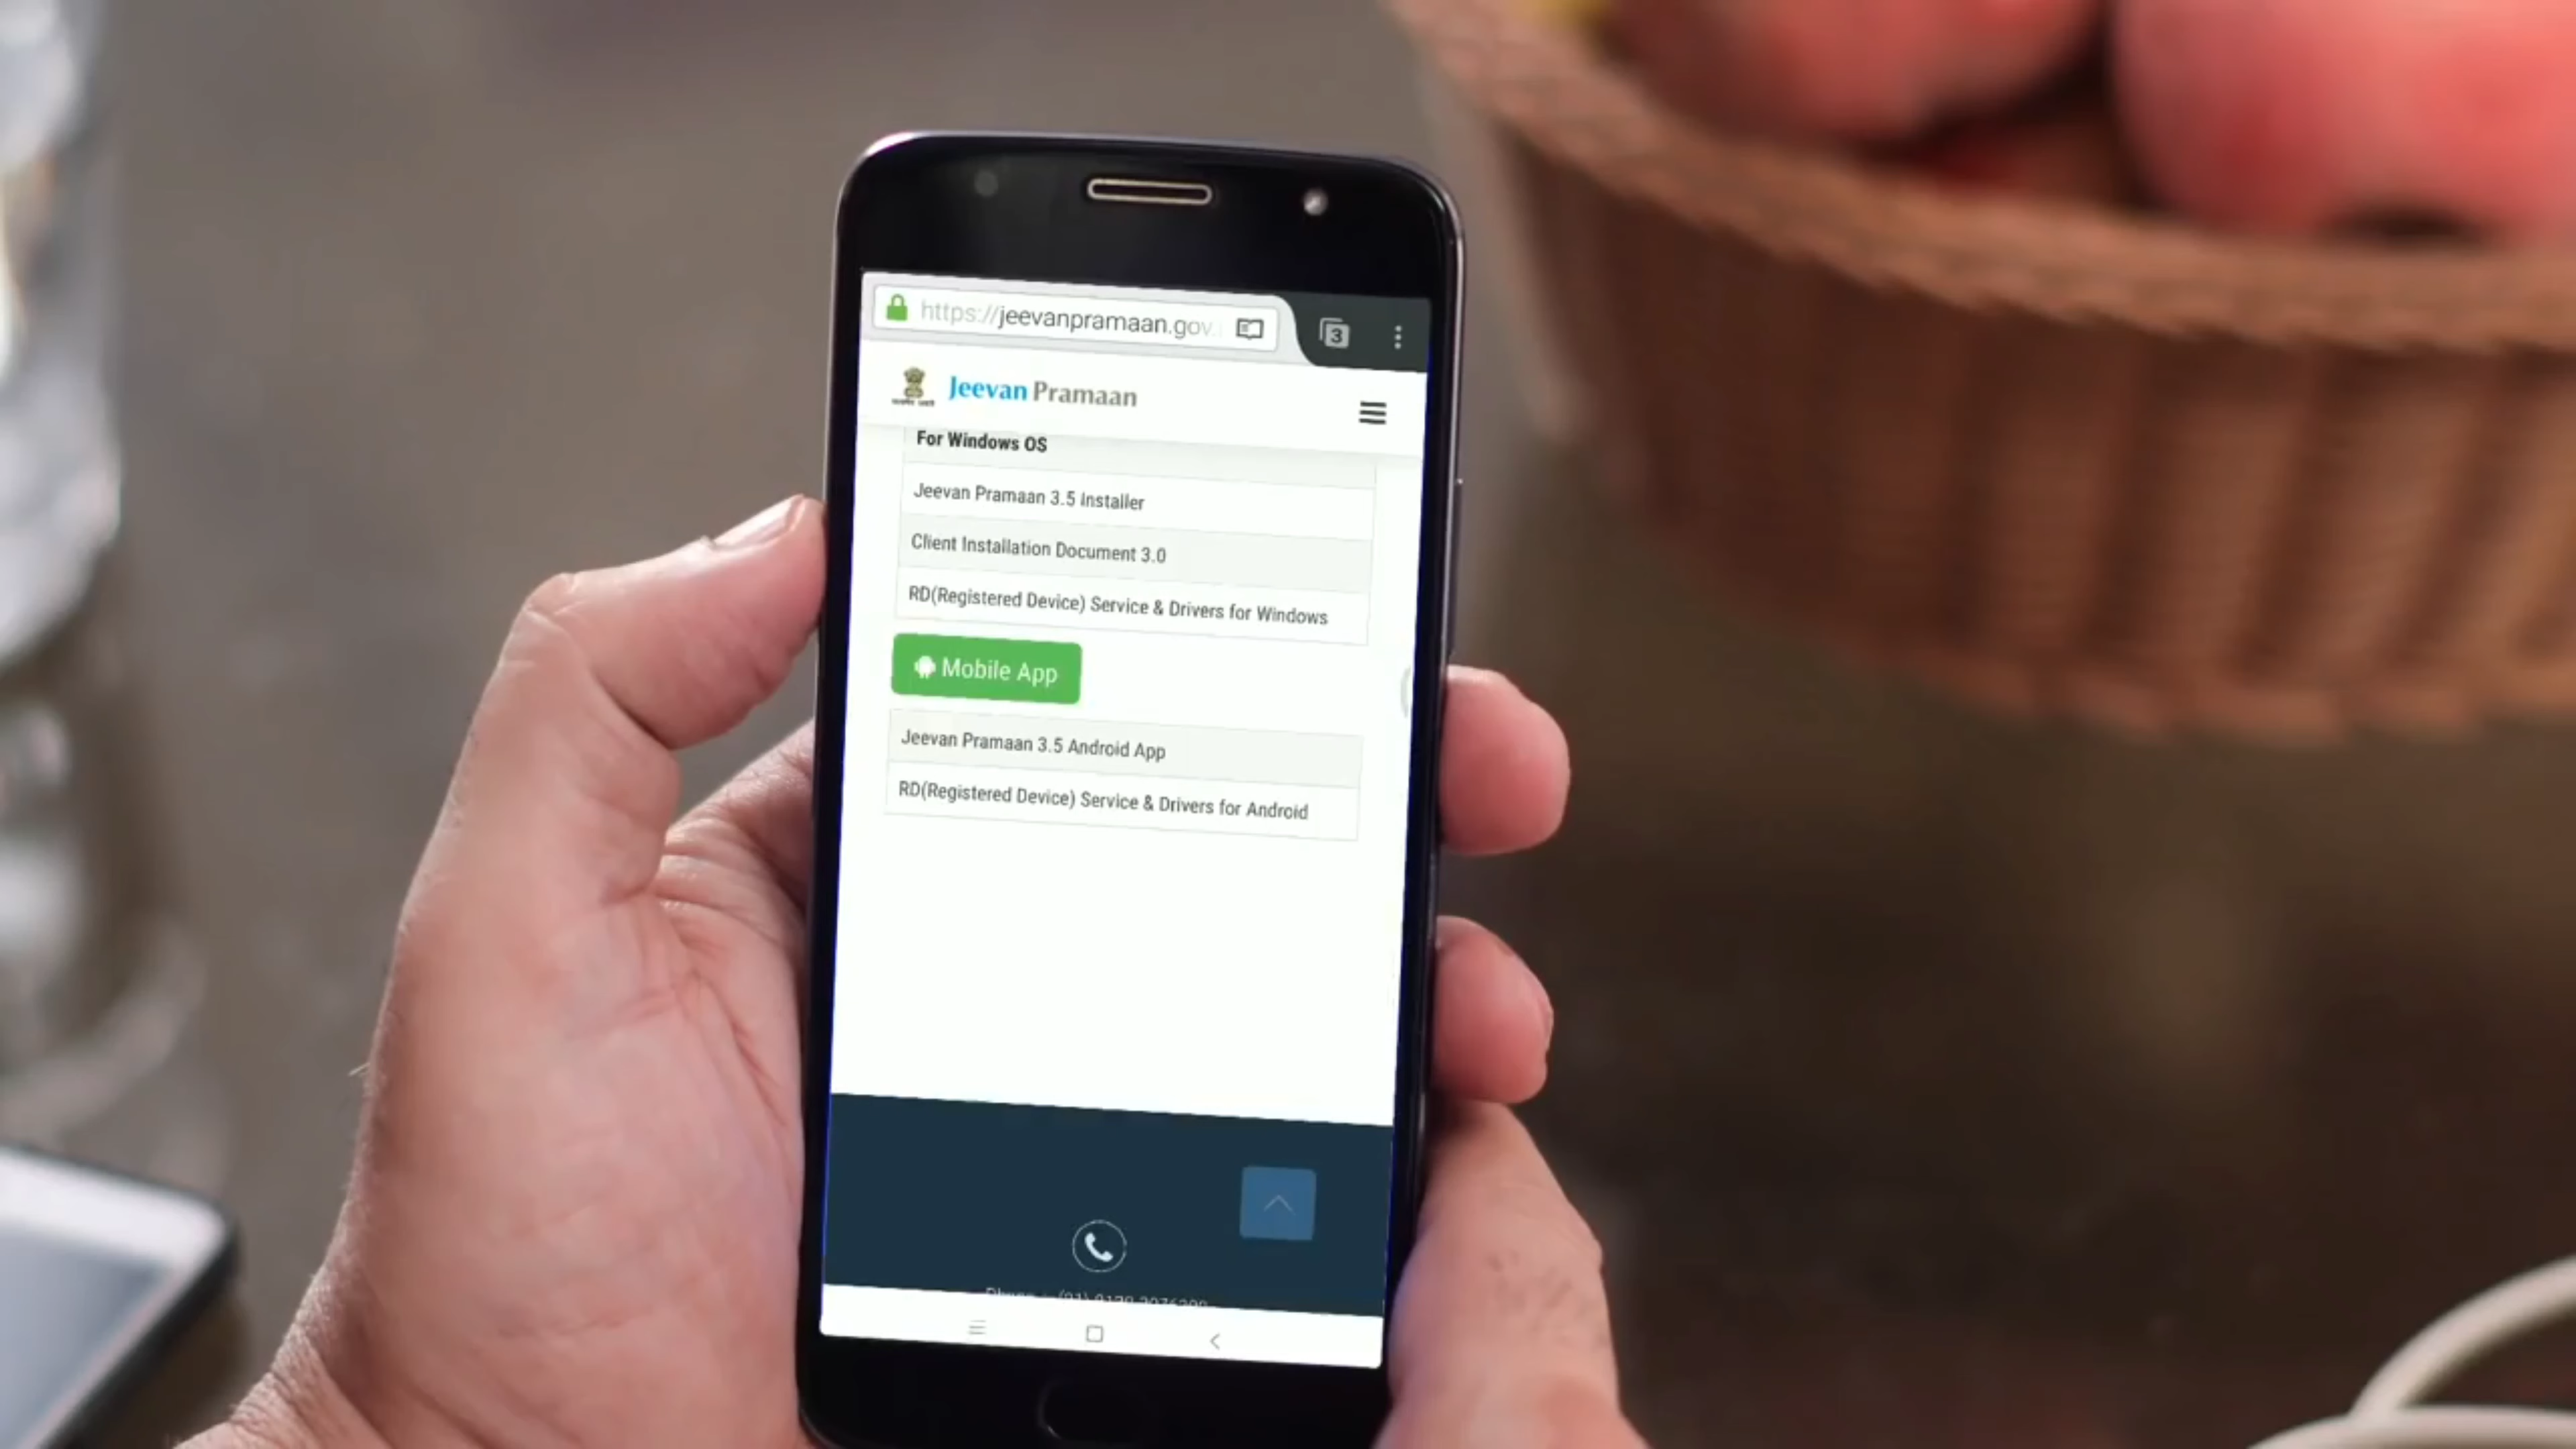 https://jeevanpramaan.gov.
3
Jeevan Pramaan
For Windows OS
Jeevan Pramaan 3.5 Installer
Client Installation Document 3.0
RD(Registered Device) Service & Drivers for Windows
Mobile App
Jeevan Pramaan 3.5 Android App
RD(Registered Device) Service & Drivers for Android